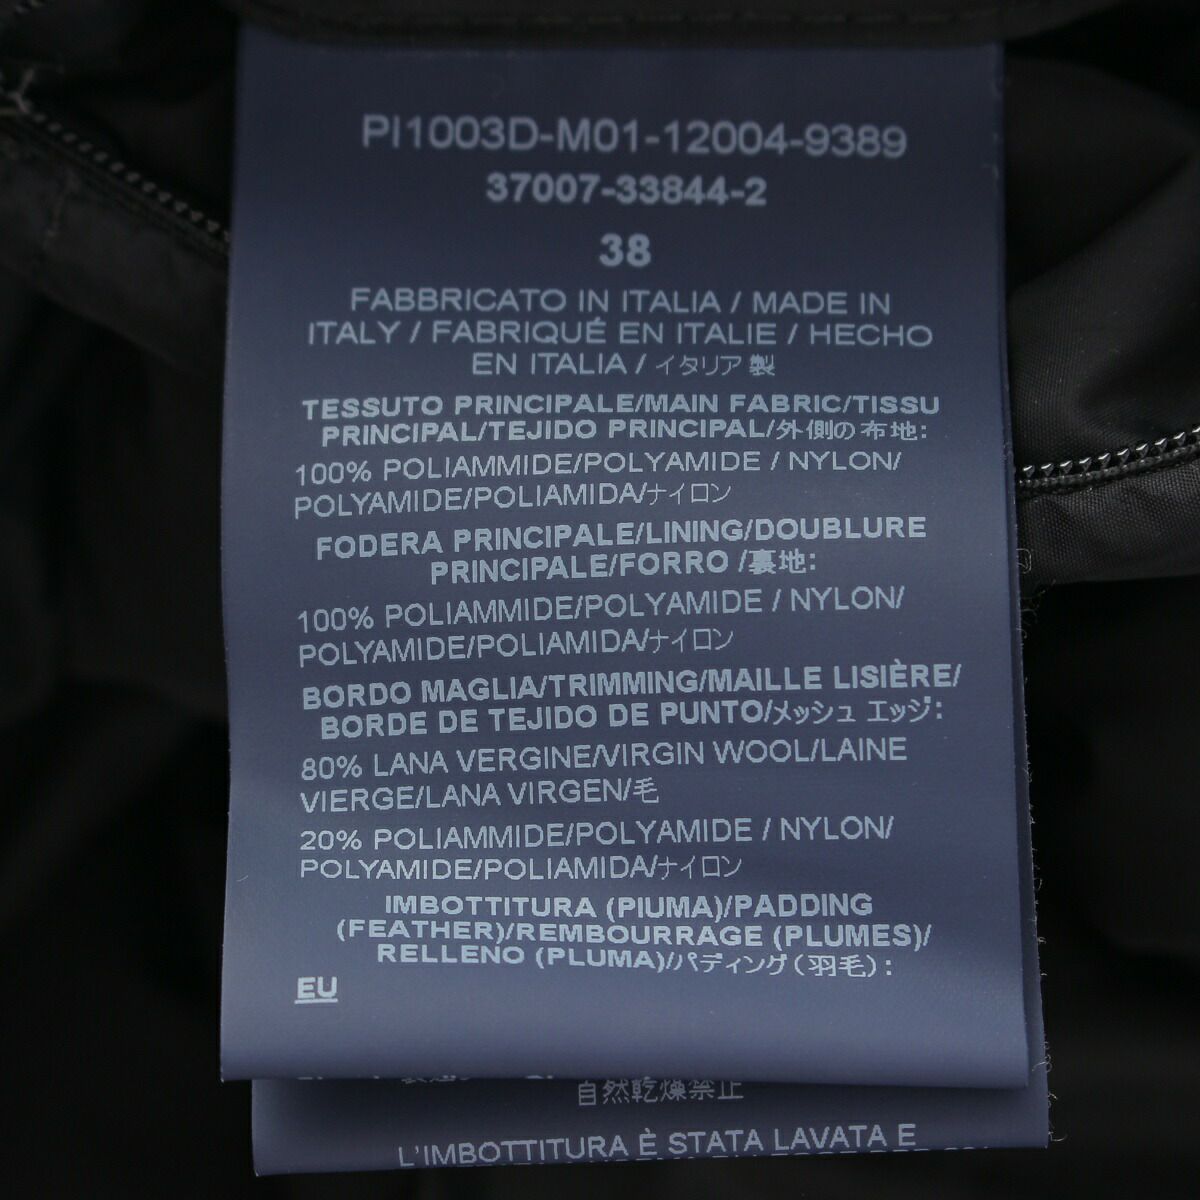 PI1003D-M01-12004-9389
37007-33844-2
38
FABBRICATO IN ITALIA / MADE IN
ITALY / FABRIQUÉ EN ITALIE / HECHO
EN ITALIA / イタリア製
TESSUTO PRINCIPALE/MAIN FABRIC/TISSU
PRINCIPAL/TEJIDO PRINCIPAL/外側の布地:
100% POLIAMMIDE/POLYAMIDE / NYLON/
POLYAMIDE/POLIAMIDA/ナイロン
FODERA PRINCIPALE/LINING/DOUBLURE
PRINCIPALE/FORRO /裏地:
100% POLIAMMIDE/POLYAMIDE / NYLON/
POLYAMIDE/POLIAMIDA/ナイロン
BORDO MAGLIA/TRIMMING/MAILLE LISIÈRE/
BORDE DE TEJIDO DE PUNTO/メッシュ エッジ:
80% LANA VERGINE/VIRGIN WOOL/LAINE
VIERGE/LANA VIRGEN/毛
20% POLIAMMIDE/POLYAMIDE / NYLON/
POLYAMIDE/POLIAMIDA/ナイロン
IMBOTTITURA (PIUMA)/PADDING
(FEATHER)/REMBOURRAGE (PLUMES)/
RELLENO (PLUMA)/パディング(羽毛):
EU
自然乾燥禁止
L'IMBOTTITURA È STATA LAVATA E